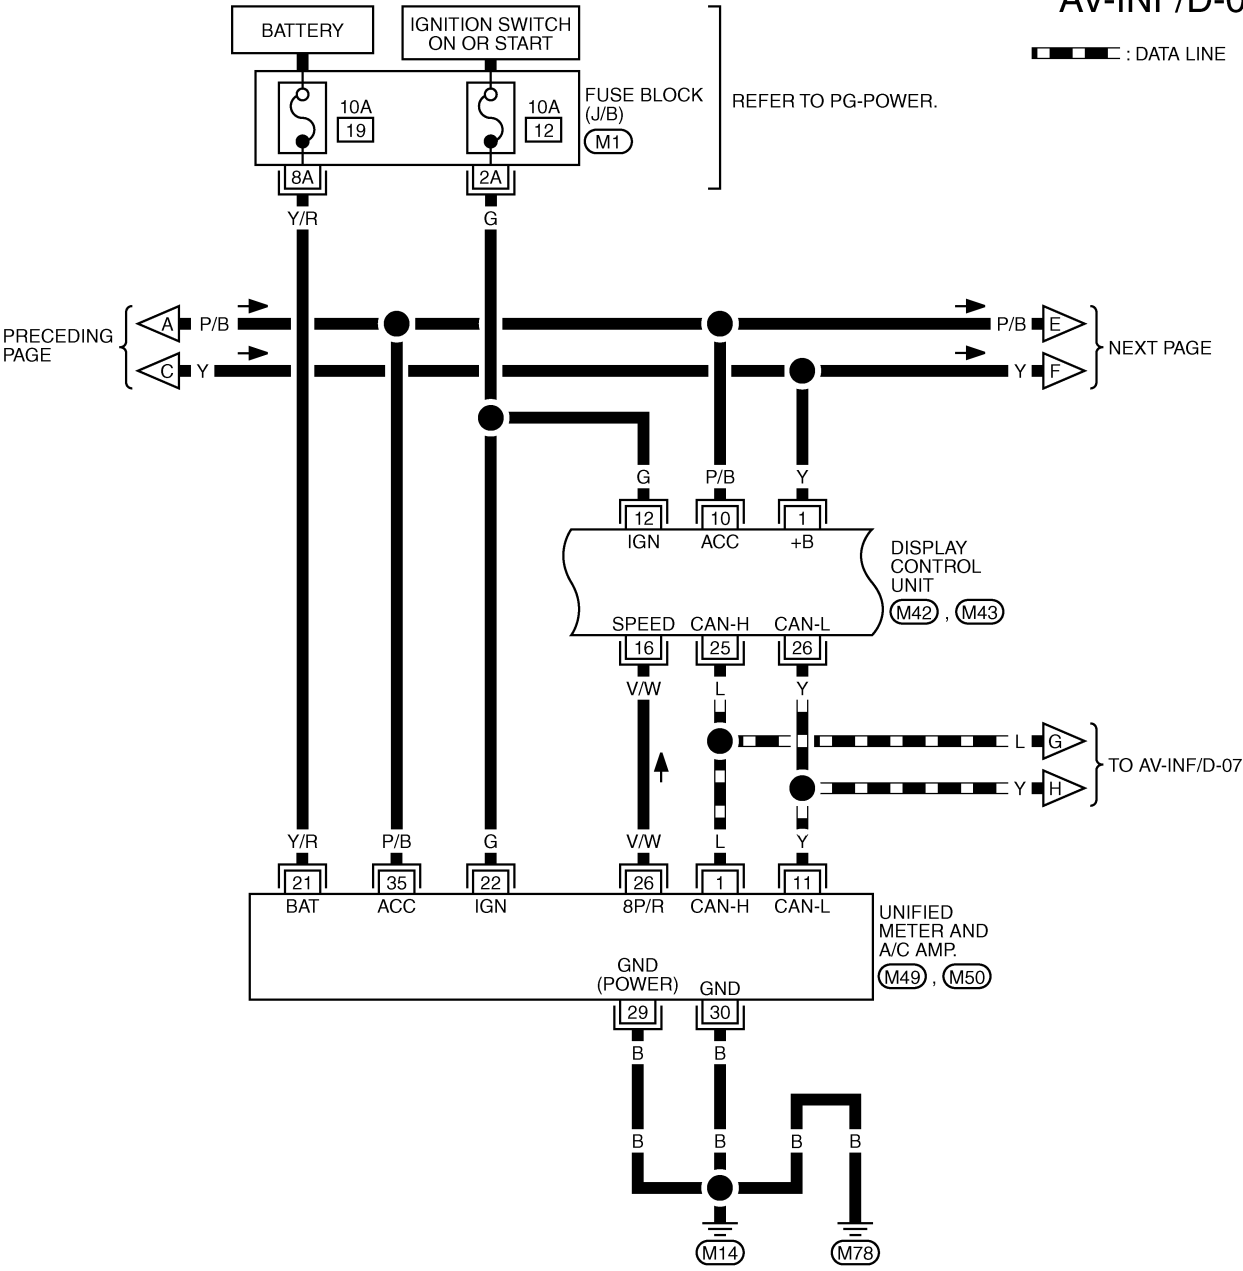 AV-INF/D-0
: DATA LINE
BATTERY
IGNITION SWITCH
ON OR START
10A
19
10A
12
FUSE BLOCK
(J/B)
M1
REFER TO PG-POWER.
8A
2A
Y/R
G
PRECEDING
PAGE
A
P/B
P/B
E
C
Y
Y
F
NEXT PAGE
G
P/B
Y
12
10
1
IGN
ACC
+B
DISPLAY
CONTROL
UNIT
M42 , M43
SPEED
CAN-H
CAN-L
16
25
26
V/W
L
Y
L
G
Y
H
TO AV-INF/D-07
Y/R
P/B
G
V/W
L
Y
21
35
22
26
1
11
BAT
ACC
IGN
8P/R
CAN-H
CAN-L
UNIFIED
METER AND
A/C AMP.
M49 , M50
GND
(POWER)
GND
29
30
B
B
B
B
B
B
M14
M78